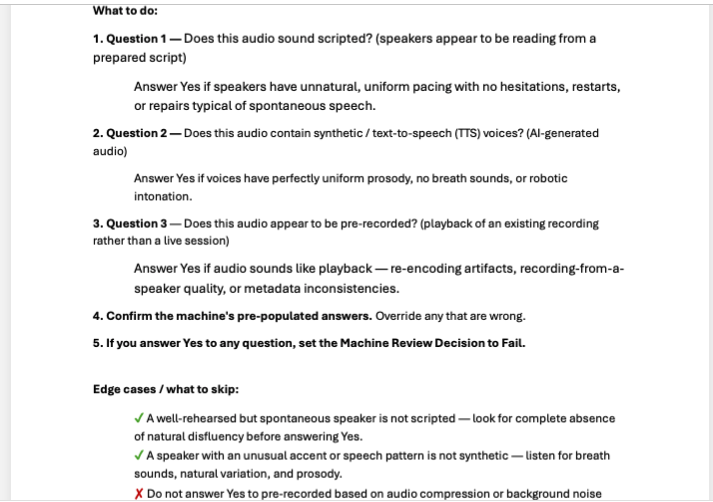 What to do:
1. Question 1 — Does this audio sound scripted? (speakers appear to be reading from a
prepared script)
Answer Yes if speakers have unnatural, uniform pacing with no hesitations, restarts,
or repairs typical of spontaneous speech.
2. Question 2 — Does this audio contain synthetic / text-to-speech (TTS) voices? (AI-generated
audio)
Answer Yes if voices have perfectly uniform prosody, no breath sounds, or robotic
intonation.
3. Question 3 — Does this audio appear to be pre-recorded? (playback of an existing recording
rather than a live session)
Answer Yes if audio sounds like playback — re-encoding artifacts, recording-from-a-
speaker quality, or metadata inconsistencies.
4. Confirm the machine's pre-populated answers. Override any that are wrong.
5. If you answer Yes to any question, set the Machine Review Decision to Fail.
Edge cases / what to skip:
✓ A well-rehearsed but spontaneous speaker is not scripted — look for complete absence
of natural disfluency before answering Yes.
✓ A speaker with an unusual accent or speech pattern is not synthetic — listen for breath
sounds, natural variation, and prosody.
✗ Do not answer Yes to pre-recorded based on audio compression or background noise